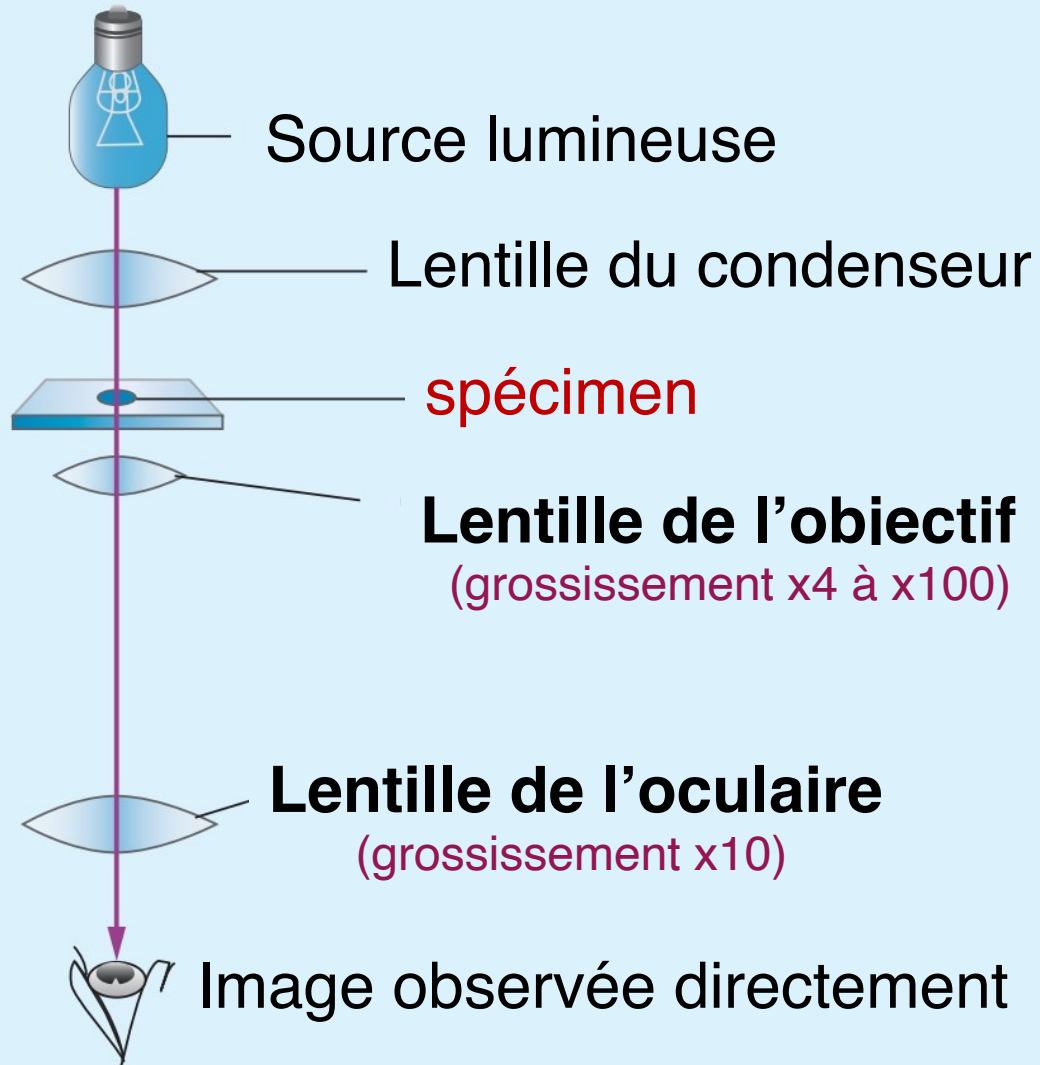 Source lumineuse
Lentille du condenseur
spécimen
Lentille de l’objectif
(grossissement x4 à x100)
Lentille de l’oculaire
(grossissement x10)
Image observée directement